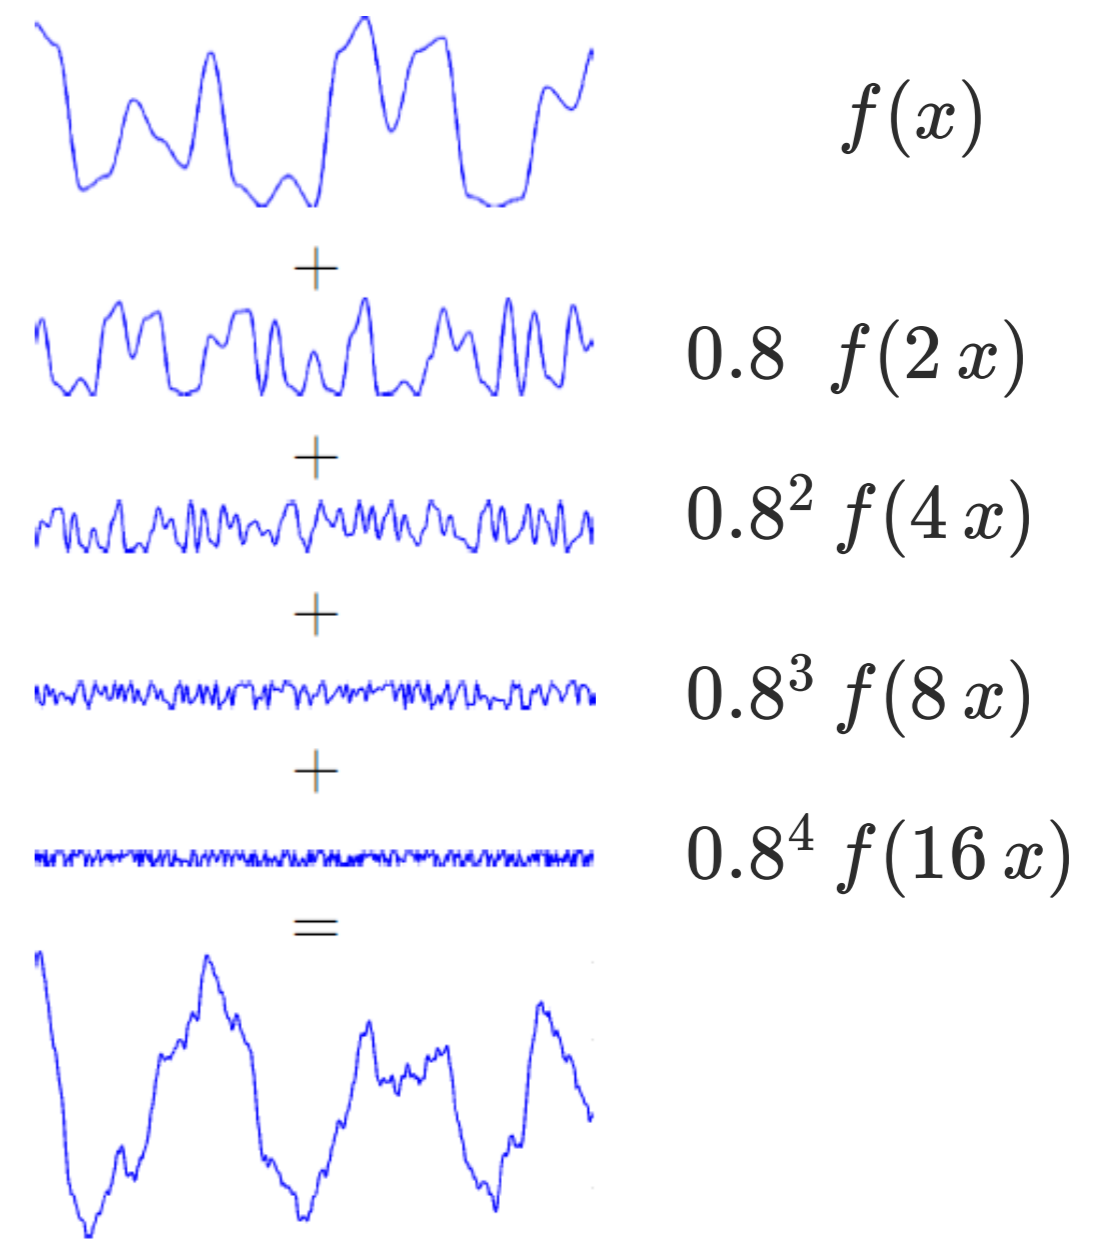 f(x)
+
0.8 f(2 x)
+
0.8² f(4 x)
+
0.8³ f(8 x)
+
0.8⁴ f(16 x)
=